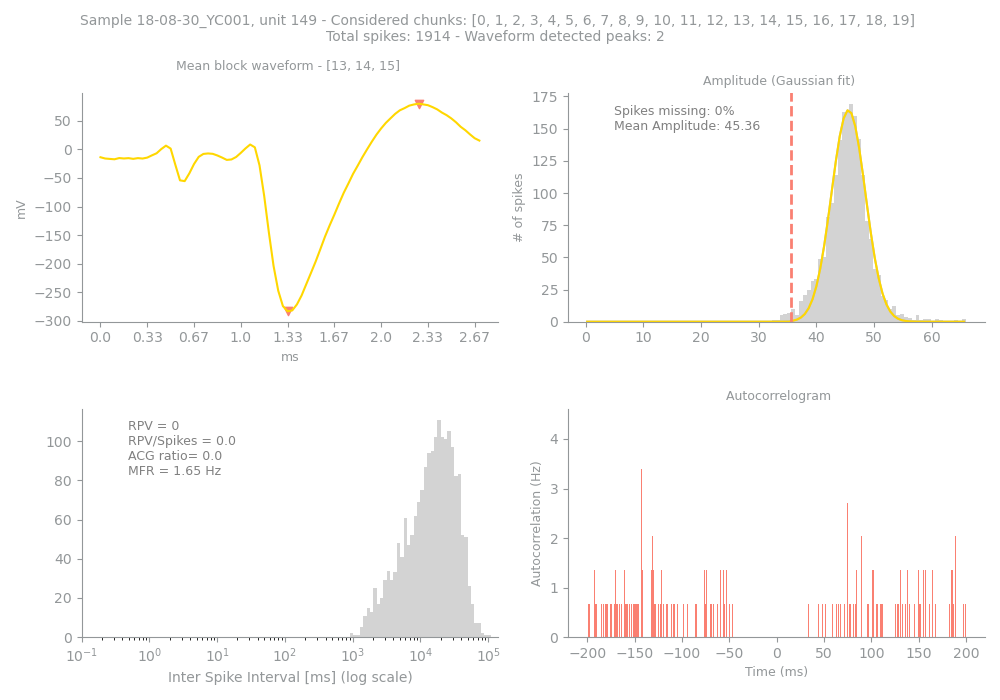 Sample 18-08-30_YC001, unit 149 - Considered chunks: [0, 1, 2, 3, 4, 5, 6, 7, 8, 9, 10, 11, 12, 13, 14, 15, 16, 17, 18, 19]
Total spikes: 1914 - Waveform detected peaks: 2
Mean block waveform - [13, 14, 15]
50
0
−50
−100
−150
−200
−250
−300
mV
0.0 0.33 0.67 1.0 1.33 1.67 2.0 2.33 2.67
ms
Amplitude (Gaussian fit)
Spikes missing: 0%
Mean Amplitude: 45.36
175
150
125
100
75
50
25
0
# of spikes
0 10 20 30 40 50 60
RPV = 0
RPV/Spikes = 0.0
ACG ratio= 0.0
MFR = 1.65 Hz
100
80
60
40
20
0
10⁻¹ 10⁰ 10¹ 10² 10³ 10⁴ 10⁵
Inter Spike Interval [ms] (log scale)
Autocorrelogram
4
3
2
1
0
Autocorrelation (Hz)
−200 −150 −100 −50 0 50 100 150 200
Time (ms)